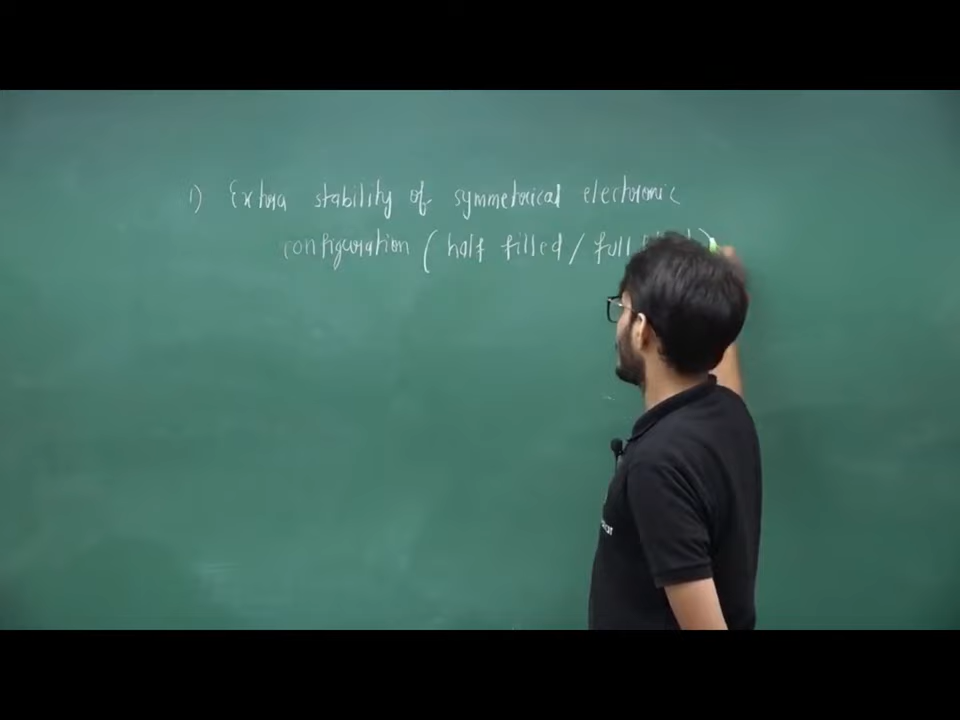 1) Extra stability of symmetrical electronic
configuration ( half filled / full )